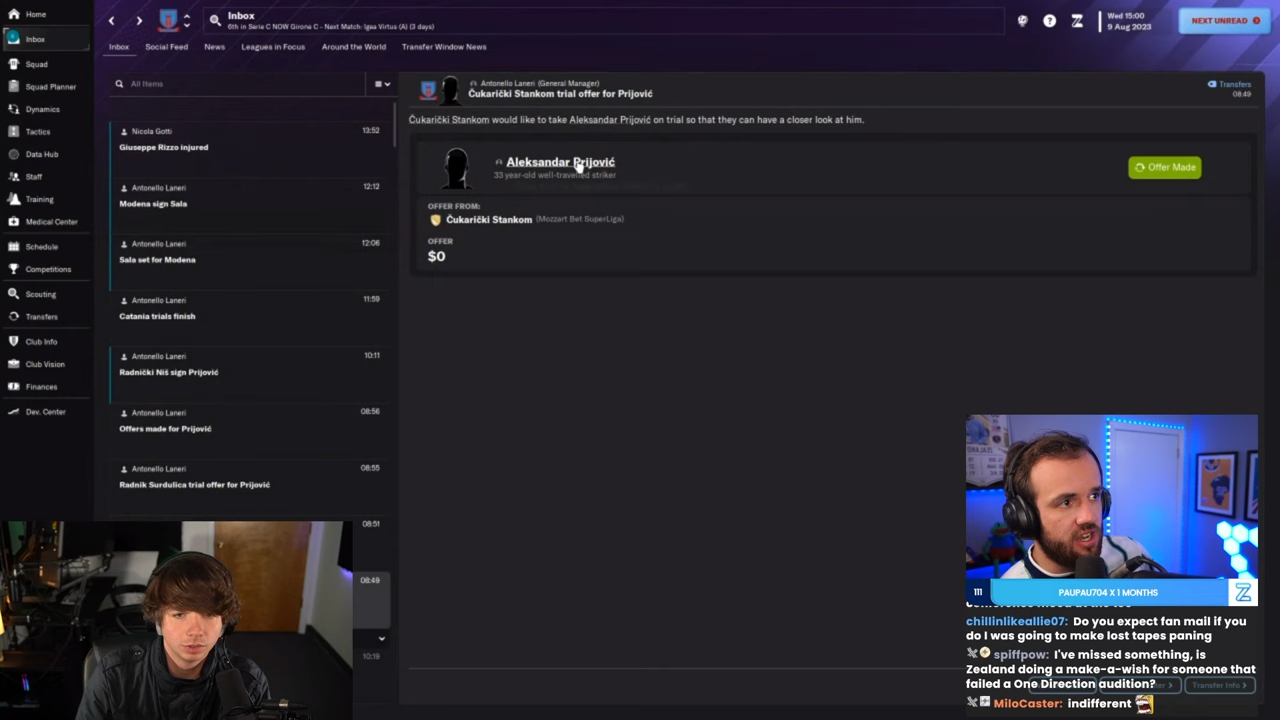 Home
Inbox
Squad
Squad Planner
Dynamics
Tactics
Data Hub
Staff
Training
Medical Center
Schedule
Competitions
Scouting
Transfers
Club Info
Club Vision
Finances
Dev. Center
Inbox
6th in Serie C NOW Girone C - Next Match: Igea Virtus (A) (3 days)
Wed 15:00
9 Aug 2023
NEXT UNREAD
Inbox
Social Feed
News
Leagues in Focus
Around the World
Transfer Window News
All Items
Nicola Gotti 13:52
Giuseppe Rizzo injured
Antonello Laneri 12:12
Modena sign Sala
Antonello Laneri 12:06
Sala set for Modena
Antonello Laneri 11:59
Catania trials finish
Antonello Laneri 10:11
Radnički Niš sign Prijović
Antonello Laneri 08:56
Offers made for Prijović
Antonello Laneri 08:55
Radnik Surdulica trial offer for Prijović
08:51
08:49
10:19
Antonello Laneri (General Manager)
Čukarički Stankom trial offer for Prijović
Transfers
08:49
Čukarički Stankom would like to take Aleksandar Prijović on trial so that they can have a closer look at him.
Aleksandar Prijović
33 year-old well-travelled striker
Offer Made
OFFER FROM:
Čukarički Stankom (Mozzart Bet SuperLiga)
OFFER
$0
111 PAUPAU704 X 1 MONTHS Z
chillinlikeallie07: Do you expect fan mail if you
do I was going to make lost tapes paning
spiffpow: I've missed something, is
Zealand doing a make-a-wish for someone that
failed a One Direction audition?
Transfer Info
MiloCaster: indifferent